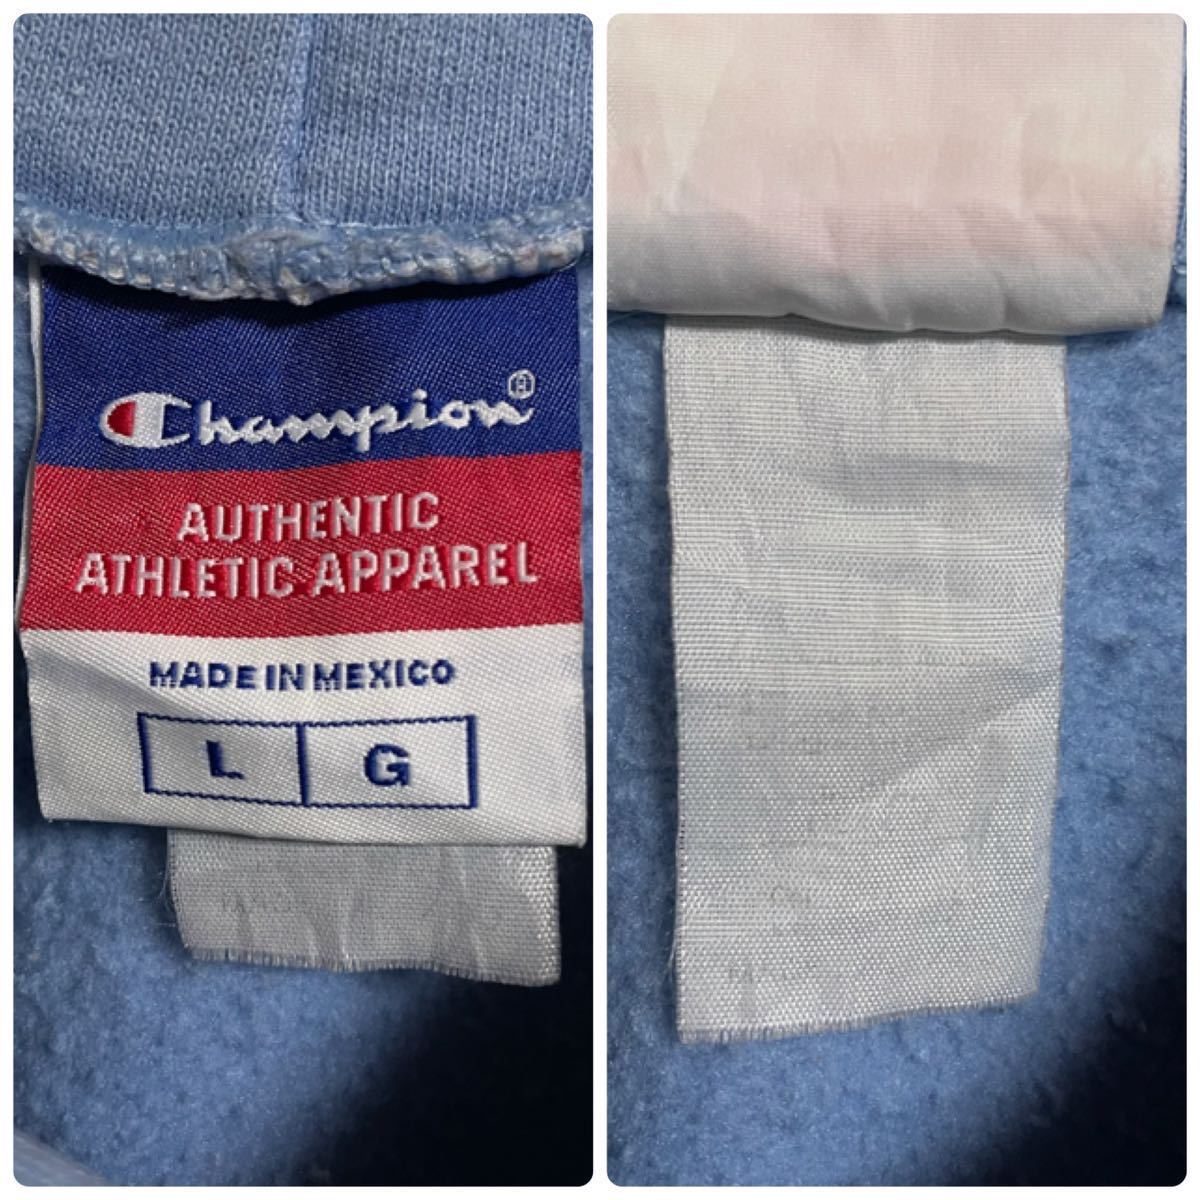 Champion®
AUTHENTIC
ATHLETIC APPAREL
MADE IN MEXICO
L G